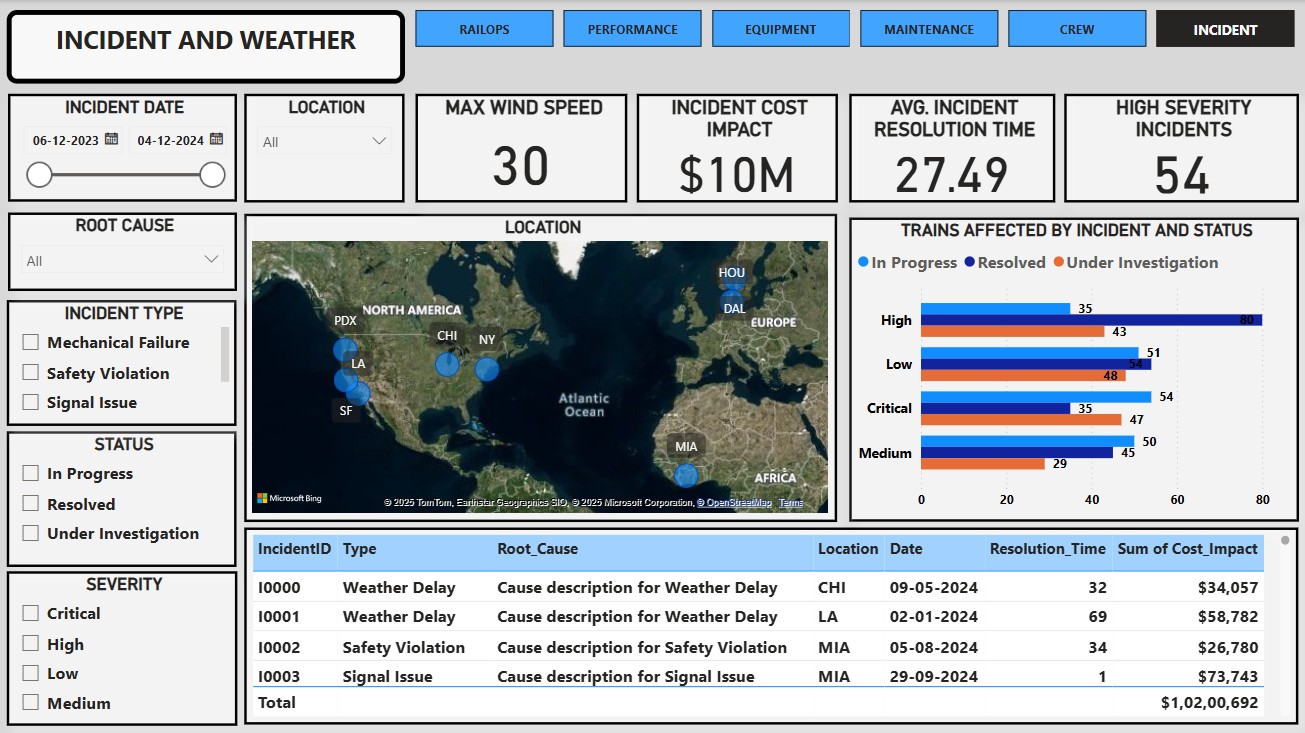 INCIDENT AND WEATHER
RAILOPS
PERFORMANCE
EQUIPMENT
MAINTENANCE
CREW
INCIDENT
INCIDENT DATE
06-12-2023 04-12-2024
LOCATION
All
MAX WIND SPEED
30
INCIDENT COST
IMPACT
$10M
AVG. INCIDENT
RESOLUTION TIME
27.49
HIGH SEVERITY
INCIDENTS
54
ROOT CAUSE
All
INCIDENT TYPE
Mechanical Failure
Safety Violation
Signal Issue
STATUS
In Progress
Resolved
Under Investigation
SEVERITY
Critical
High
Low
Medium
LOCATION
HOU
DAL
NORTH AMERICA
EUROPE
PDX
CHI
NY
LA
SF
Atlantic
Ocean
MIA
AFRICA
Microsoft Bing
© 2025 TomTom, Earthstar Geographics SIO, © 2025 Microsoft Corporation, © OpenStreetMap Terms
TRAINS AFFECTED BY INCIDENT AND STATUS
In Progress Resolved Under Investigation
High 35 80 43
Low 51 54 48
Critical 54 35 47
Medium 50 45 29
0 20 40 60 80
IncidentID Type Root_Cause Location Date Resolution_Time Sum of Cost_Impact
I0000 Weather Delay Cause description for Weather Delay CHI 09-05-2024 32 $34,057
I0001 Weather Delay Cause description for Weather Delay LA 02-01-2024 69 $58,782
I0002 Safety Violation Cause description for Safety Violation MIA 05-08-2024 34 $26,780
I0003 Signal Issue Cause description for Signal Issue MIA 29-09-2024 1 $73,743
Total $1,02,00,692